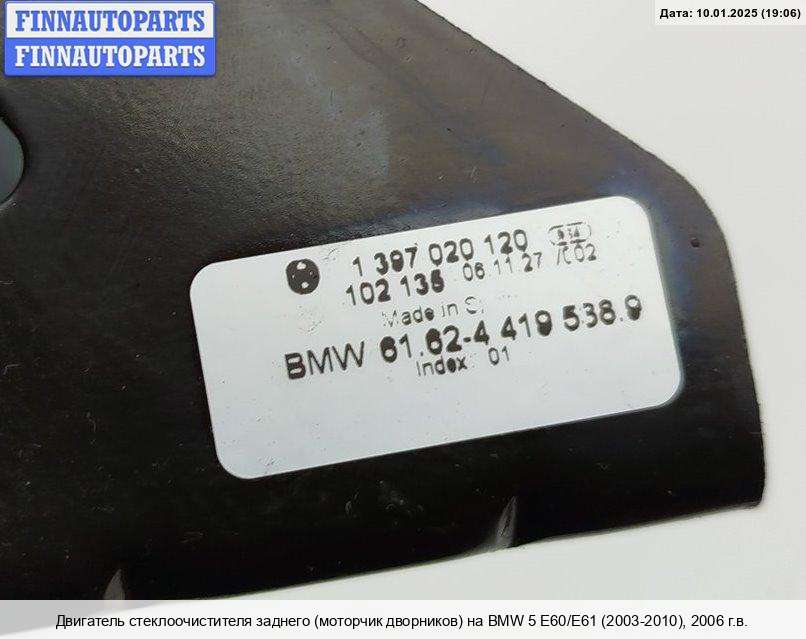 FINNAUTOPARTS
FINNAUTOPARTS
Дата: 10.01.2025 (19:06)
1 397 020 120
102 135 06.11.27 /C02
Made in
BMW 61.62-4 419 538.9
Index: 01
Двигатель стеклоочистителя заднего (моторчик дворников) на BMW 5 E60/E61 (2003-2010), 2006 г.в.